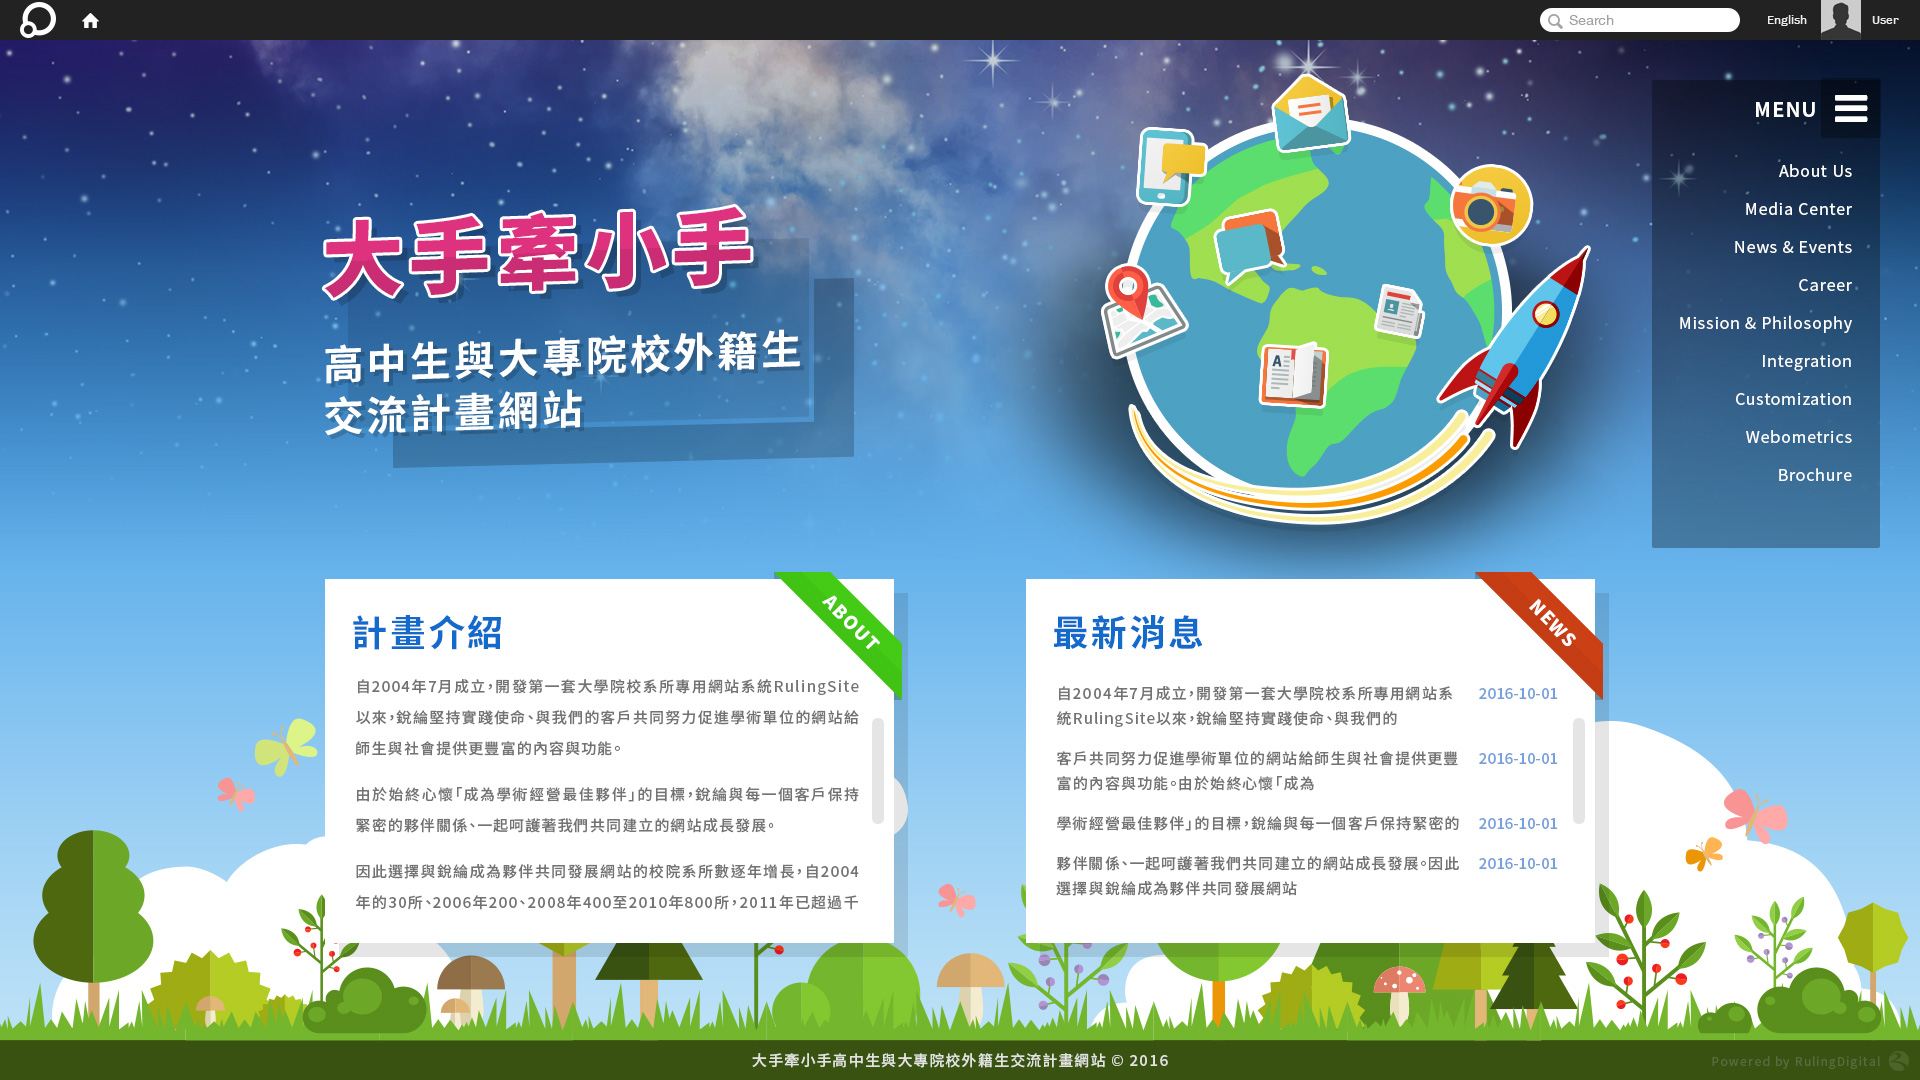 Search
English
User
MENU
About Us
Media Center
News & Events
Career
Mission & Philosophy
Integration
Customization
Webometrics
Brochure
大手牽小手
高中生與大專院校外籍生
交流計畫網站
計畫介紹
ABOUT
自2004年7月成立，開發第一套大學院校系所專用網站系統RulingSite
以來，銳綸堅持實踐使命、與我們的客戶共同努力促進學術單位的網站給
師生與社會提供更豐富的內容與功能。
由於始終心懷「成為學術經營最佳夥伴」的目標，銳綸與每一個客戶保持
緊密的夥伴關係、一起呵護著我們共同建立的網站成長發展。
因此選擇與銳綸成為夥伴共同發展網站的校院系所數逐年增長，自2004
年的30所、2006年200、2008年400至2010年800所，2011年已超過千
最新消息
NEWS
自2004年7月成立，開發第一套大學院校系所專用網站系 2016-10-01
統RulingSite以來，銳綸堅持實踐使命、與我們的
客戶共同努力促進學術單位的網站給師生與社會提供更豐 2016-10-01
富的內容與功能。由於始終心懷「成為
學術經營最佳夥伴」的目標，銳綸與每一個客戶保持緊密的 2016-10-01
夥伴關係、一起呵護著我們共同建立的網站成長發展。因此 2016-10-01
選擇與銳綸成為夥伴共同發展網站
A
大手牽小手高中生與大專院校外籍生交流計畫網站 © 2016
Powered by RulingDigital